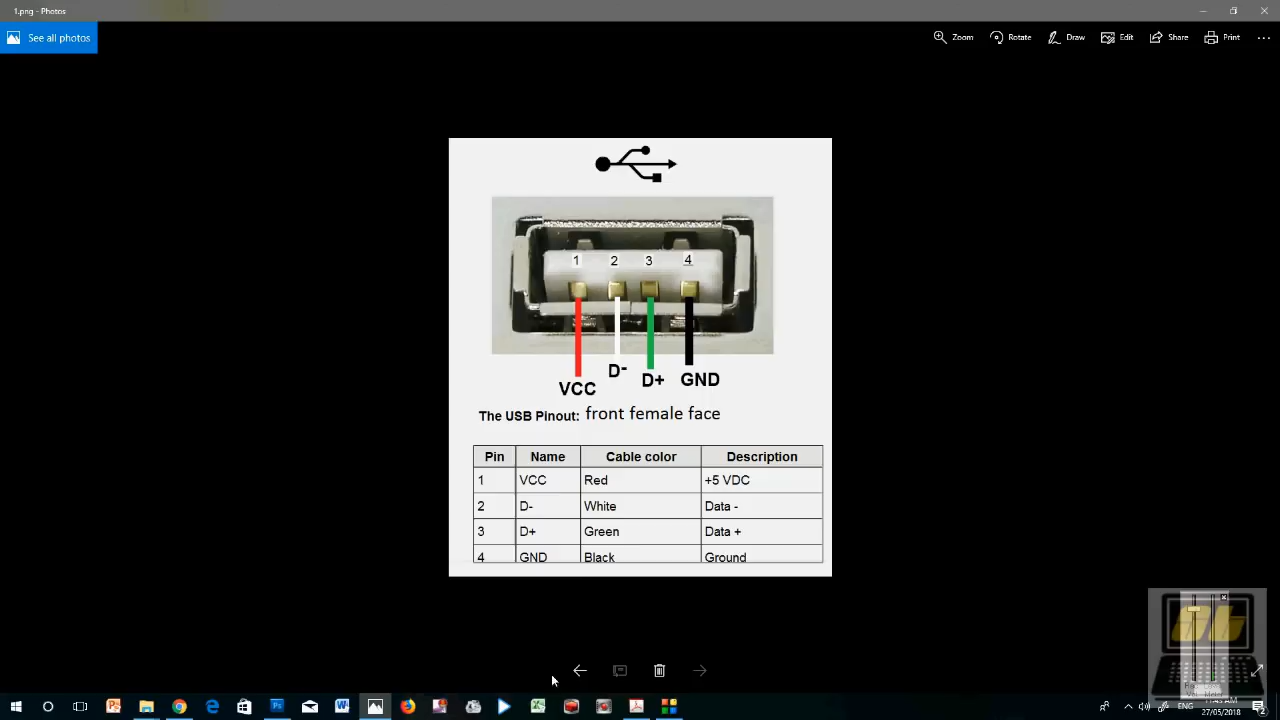 1.png - Photos
See all photos
Zoom
Rotate
Draw
Edit
Share
Print
1 2 3 4
VCC D- D+ GND
The USB Pinout: front female face
Pin Name Cable color Description
1 VCC Red +5 VDC
2 D- White Data -
3 D+ Green Data +
4 GND Black Ground
ENG
27/05/2018